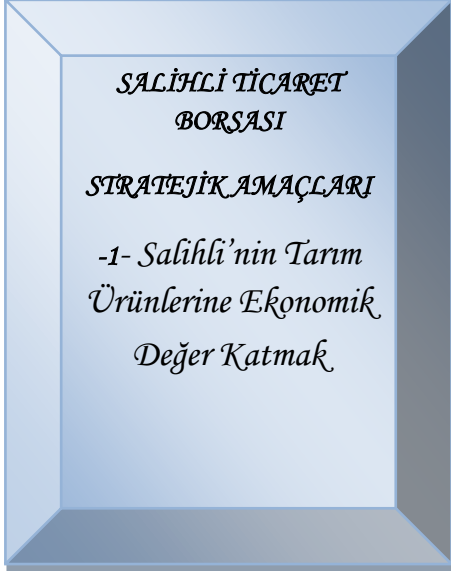 SALİHLİ TİCARET
BORSASI
STRATEJİK AMAÇLARI
-1- Salihli’nin Tarım
Ürünlerine Ekonomik
Değer Katmak